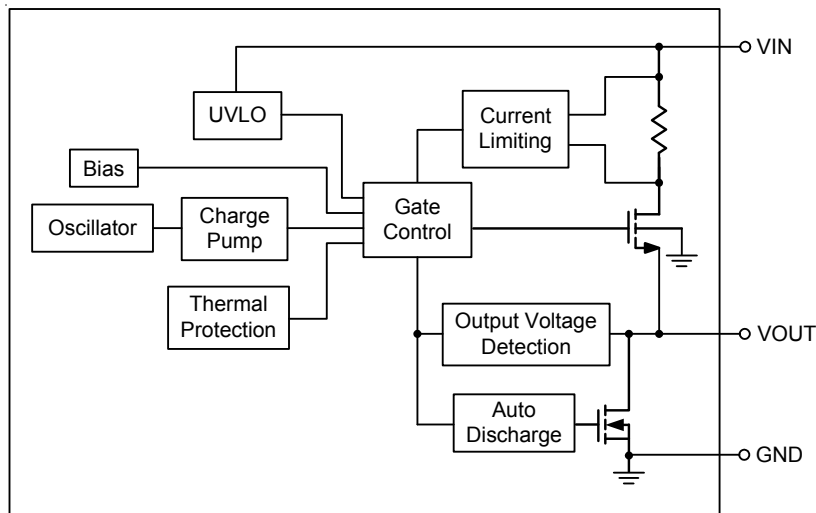 VIN
UVLO
Current
Limiting
Bias
Oscillator
Charge
Pump
Gate
Control
Thermal
Protection
Output Voltage
Detection
VOUT
Auto
Discharge
GND